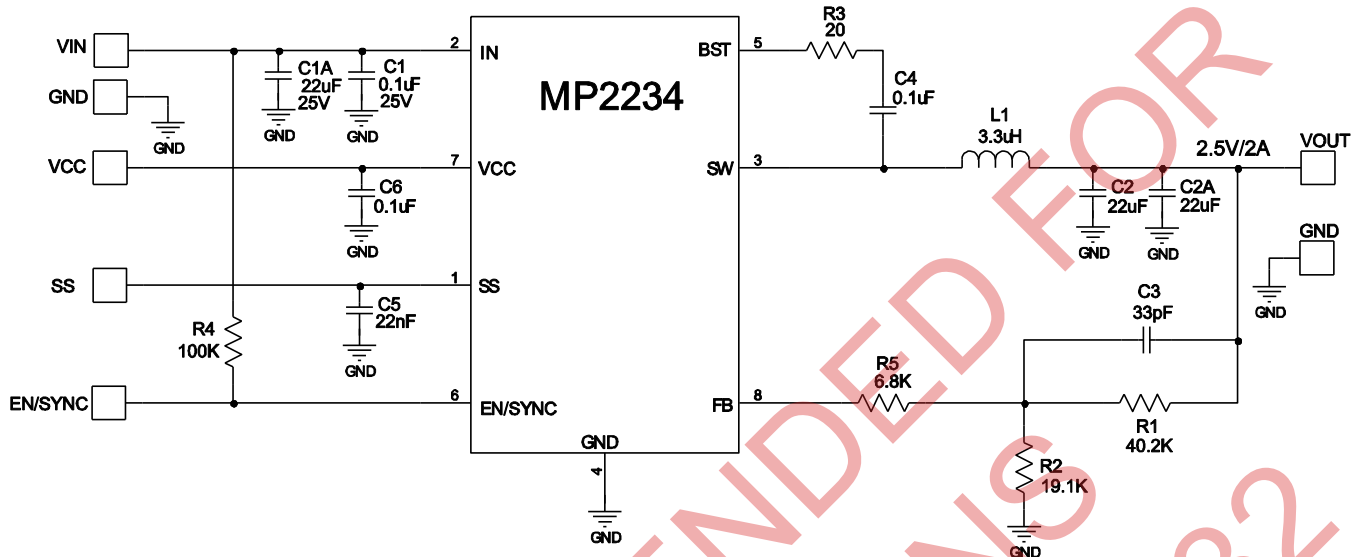 VIN
GND
GND
VCC
SS
EN/SYNC
R4
100K
C1A
22uF
25V
GND
C1
0.1uF
25V
GND
C6
0.1uF
GND
C5
22nF
GND
2
IN
7
VCC
1
SS
6
EN/SYNC
MP2234
BST
5
SW
3
FB
8
GND
4
GND
R3
20
C4
0.1uF
L1
3.3uH
2.5V/2A
VOUT
C2
22uF
GND
C2A
22uF
GND
GND
GND
C3
33pF
R5
6.8K
R1
40.2K
R2
19.1K
GND
ENDED FOR
NS
32